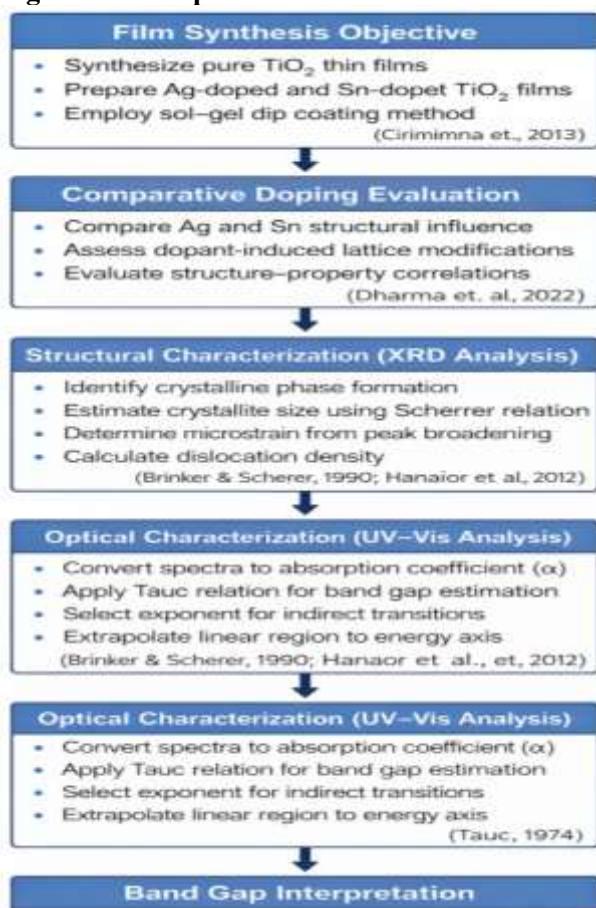 Film Synthesis Objective
• Synthesize pure TiO₂ thin films
• Prepare Ag-doped and Sn-dopet TiO₂ films
• Employ sol–gel dip coating method
(Cirimimna et., 2013)
Comparative Doping Evaluation
• Compare Ag and Sn structural influence
• Assess dopant-induced lattice modifications
• Evaluate structure–property correlations
(Dharma et. al, 2022)
Structural Characterization (XRD Analysis)
• Identify crystalline phase formation
• Estimate crystallite size using Scherrer relation
• Determine microstrain from peak broadening
• Calculate dislocation density
(Brinker & Scherer, 1990; Hanaïor et al, 2012)
Optical Characterization (UV–Vis Analysis)
• Convert spectra to absorption coefficient (α)
• Apply Tauc relation for band gap estimation
• Select exponent for indirect transitions
• Extrapolate linear region to energy axis
(Brinker & Scherer, 1990; Hanaor et al., et, 2012)
Optical Characterization (UV–Vis Analysis)
• Convert spectra to absorption coefficient (α)
• Apply Tauc relation for band gap estimation
• Select exponent for indirect transitions
• Extrapolate linear region to energy axis
(Tauc, 1974)
Band Gap Interpretation